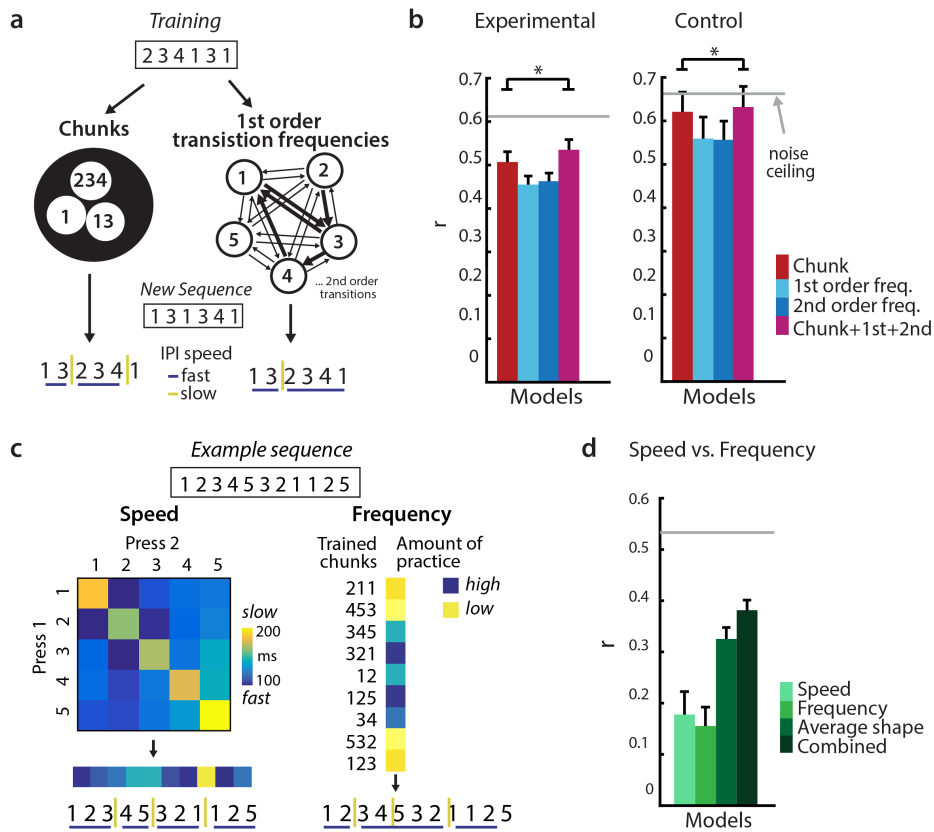 a
Training
2 3 4 1 3 1
Chunks
234
1
13
1st order
transistion frequencies
1
2
5
3
4
... 2nd order
transitions
New Sequence
1 3 1 3 4 1
IPI speed
fast
slow
1 3 2 3 4 1
1 3 2 3 4 1
b
Experimental
Control
*
*
0.7
0.6
0.5
0.4
0.3
0.2
0.1
0
r
Models
0.7
0.6
0.5
0.4
0.3
0.2
0.1
0
Models
noise
ceiling
Chunk
1st order freq.
2nd order freq.
Chunk+1st+2nd
c
Example sequence
1 2 3 4 5 3 2 1 1 2 5
Speed
Press 2
1 2 3 4 5
Press 1
1
2
3
4
5
slow
200
ms
100
fast
1 2 3 4 5 3 2 1 1 2 5
Frequency
Trained
chunks
Amount of
practice
high
low
211
453
345
321
12
125
34
532
123
1 2 3 4 5 3 2 1 1 2 5
d
Speed vs. Frequency
0.6
0.5
0.4
0.3
0.2
0.1
0
r
Models
Speed
Frequency
Average shape
Combined